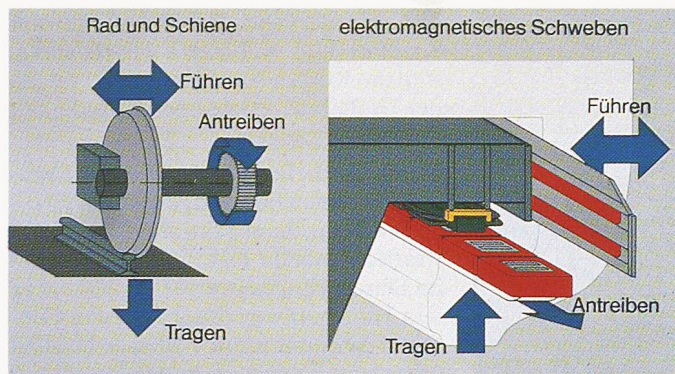 Rad und Schiene
Führen
Antreiben
Tragen
elektromagnetisches Schweben
Führen
Antreiben
Tragen